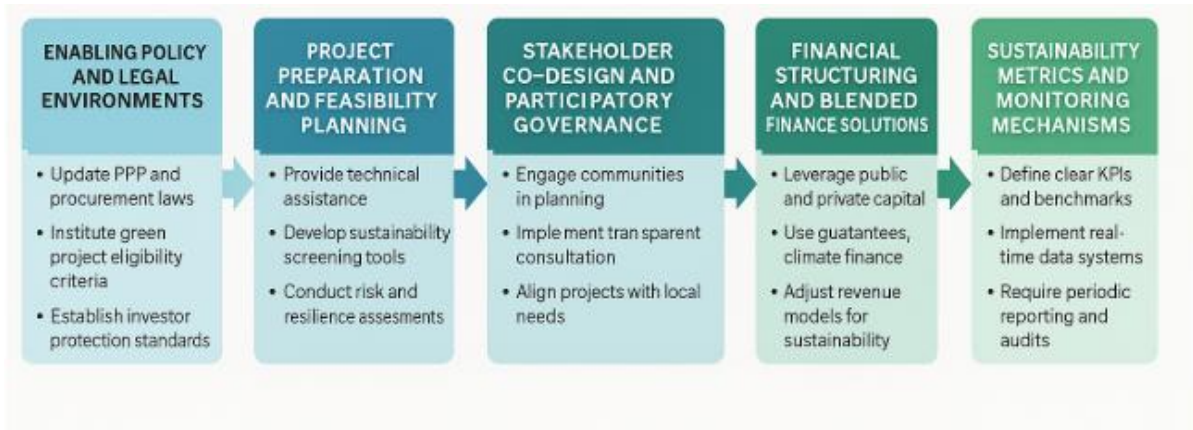 ENABLING POLICY
AND LEGAL
ENVIRONMENTS
• Update PPP and
procurement laws
• Institute green
project eligibility
criteria
• Establish investor
protection standards
PROJECT
PREPARATION
AND FEASIBILITY
PLANNING
• Provide technical
assistance
• Develop sustainability
screening tools
• Conduct risk and
resilience assesments
STAKEHOLDER
CO-DESIGN AND
PARTICIPATORY
GOVERNANCE
• Engage communities
in planning
• Implement tran sparent
consultation
• Align projects with local
needs
FINANCIAL
STRUCTURING
AND BLENDED
FINANCE SOLUTIONS
• Leverage public
and private capital
• Use guatantees,
climate finance
• Adjust revenue
models for
sustainability
SUSTAINABILITY
METRICS AND
MONITORING
MECHANISMS
• Define clear KPIs
and benchmarks
• Implement real-
time data systems
• Require periodic
reporting and
audits